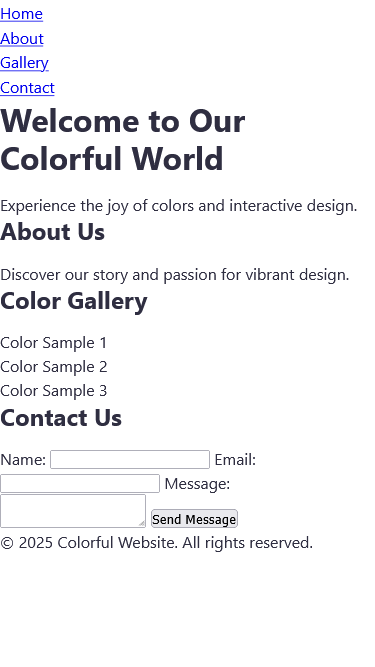 Home
About
Gallery
Contact
Welcome to Our
Colorful World
Experience the joy of colors and interactive design.
About Us
Discover our story and passion for vibrant design.
Color Gallery
Color Sample 1
Color Sample 2
Color Sample 3
Contact Us
Name: Email:
Message:
Send Message
© 2025 Colorful Website. All rights reserved.